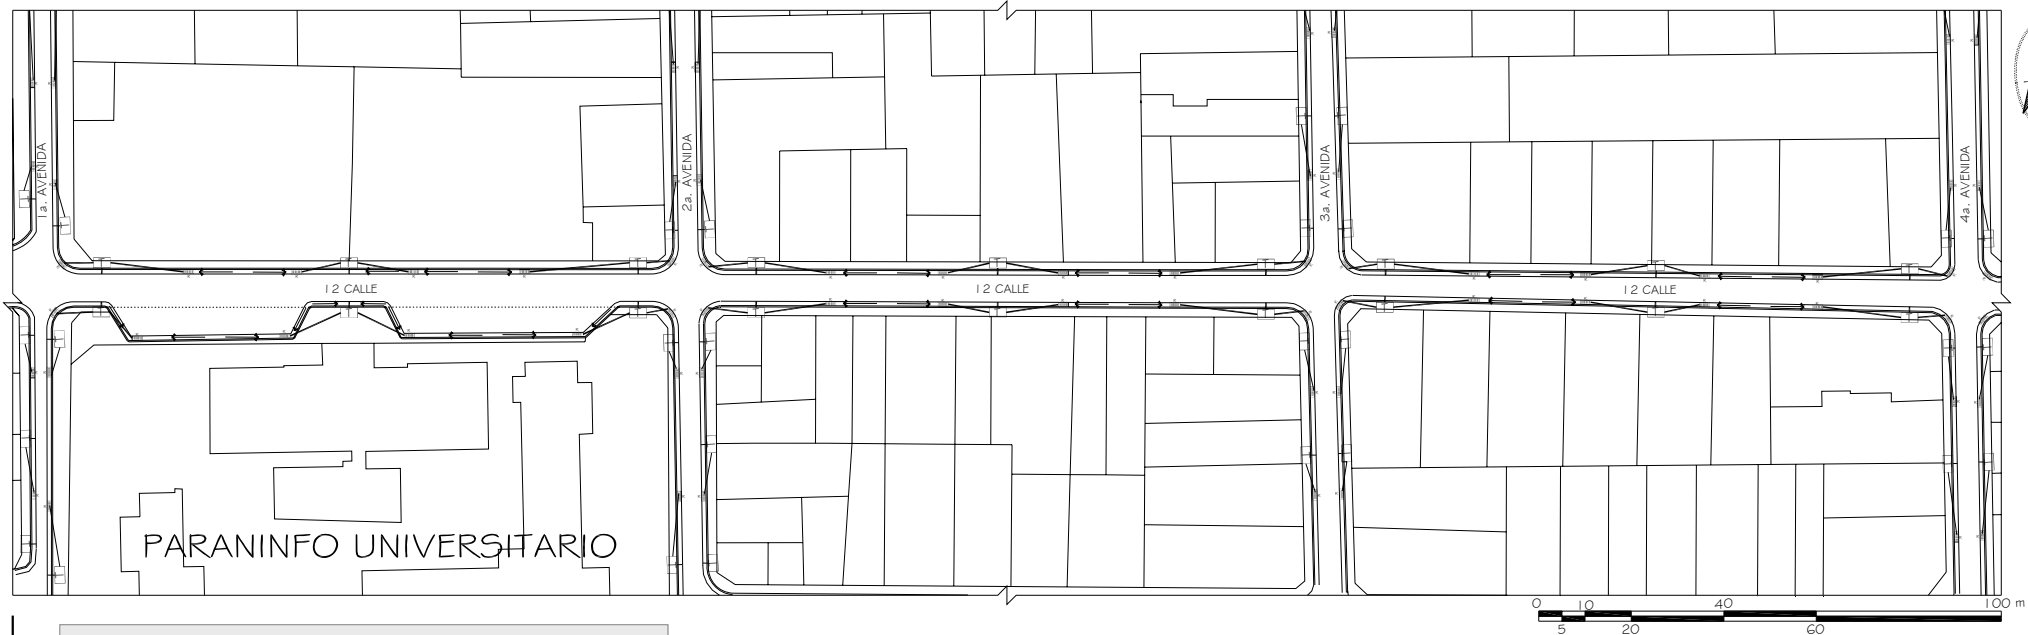 1a. AVENIDA
2a. AVENIDA
3a. AVENIDA
4a. AVENIDA
12 CALLE
12 CALLE
12 CALLE
PARANINFO UNIVERSITARIO
0 10 40 100 m
5 20 60